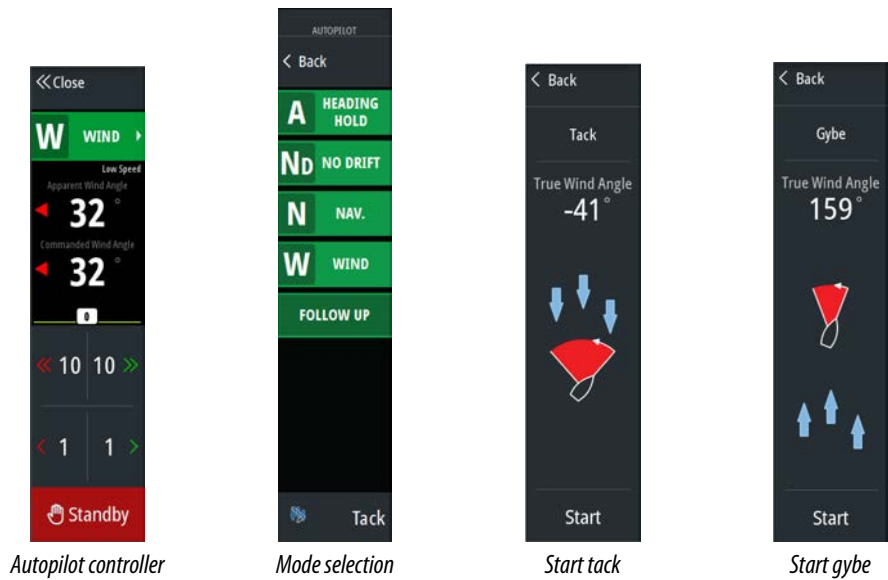 « Close
W WIND
Low Speed
Apparent Wind Angle
32°
Commanded Wind Angle
32°
0
« 10 10 »
< 1 1 >
Standby
Autopilot controller
AUTOPILOT
< Back
A HEADING
HOLD
ND NO DRIFT
N NAV.
W WIND
FOLLOW UP
Tack
Mode selection
< Back
Tack
True Wind Angle
-41°
Start
Start tack
< Back
Gybe
True Wind Angle
159°
Start
Start gybe